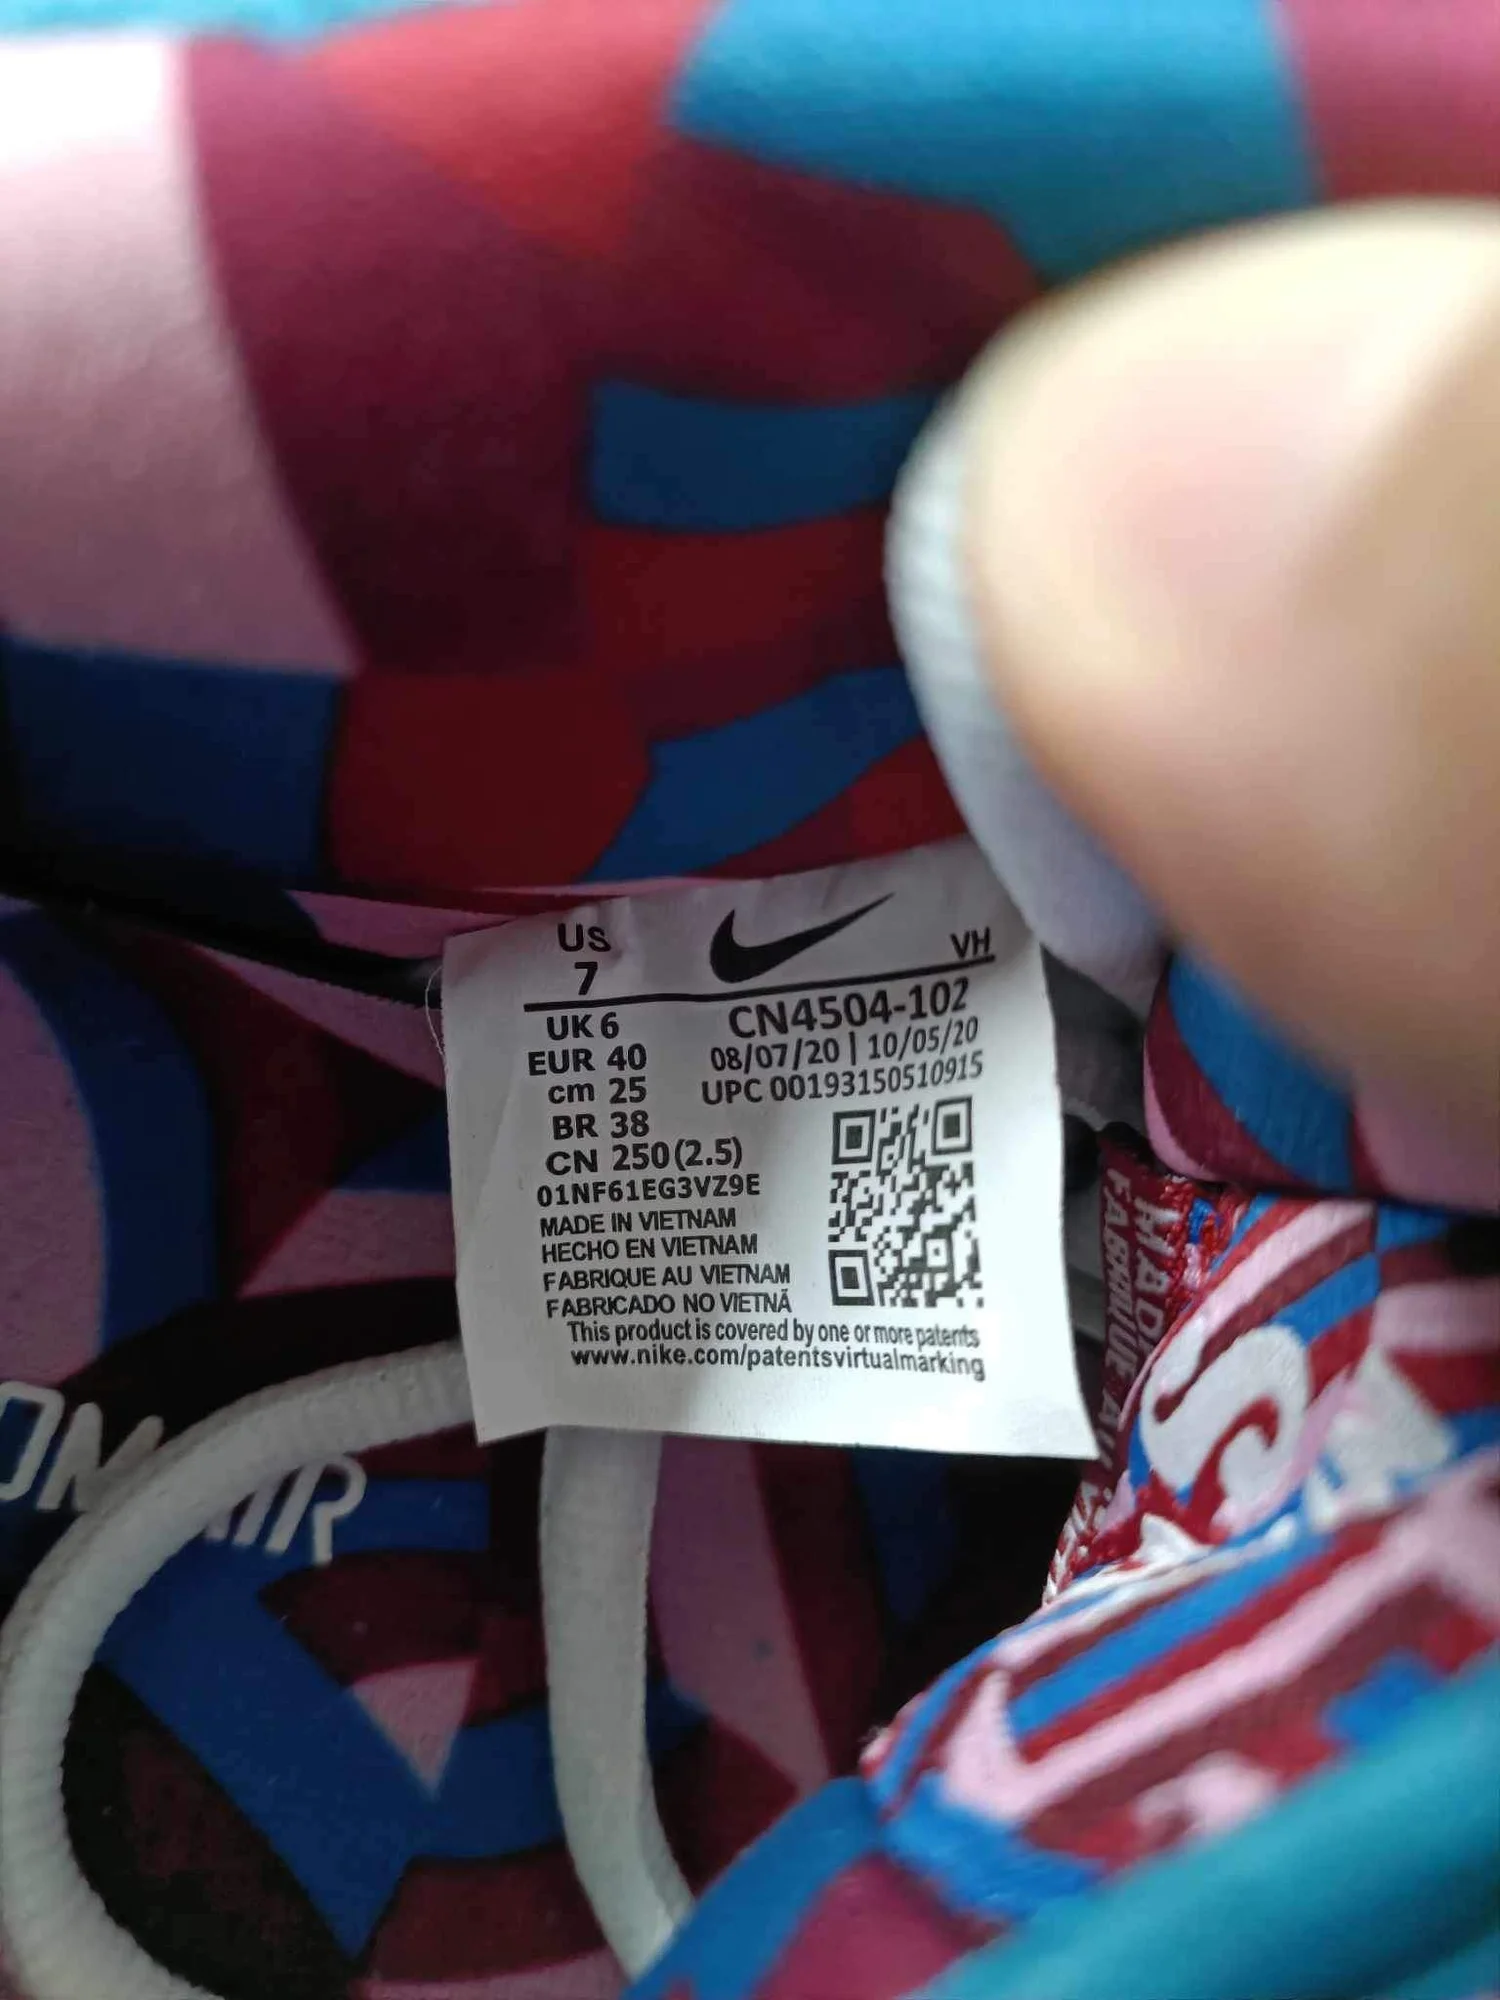 US
7
VH
UK 6
EUR 40
cm 25
BR 38
CN 250(2.5)
CN4504-102
08/07/20 | 10/05/20
UPC 00193150510915
01NF61EG3VZ9E
MADE IN VIETNAM
HECHO EN VIETNAM
FABRIQUE AU VIETNAM
FABRICADO NO VIETNÃ
This product is covered by one or more patents
www.nike.com/patentsvirtualmarking
AIR